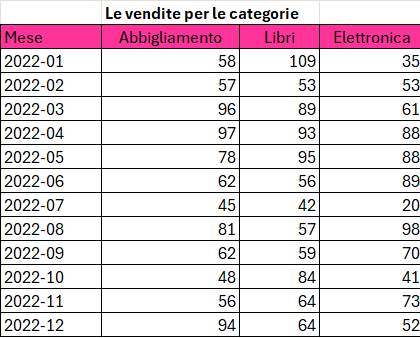 Le vendite per le categorie
Mese Abbigliamento Libri Elettronica
2022-01 58 109 35
2022-02 57 53 53
2022-03 96 89 61
2022-04 97 93 88
2022-05 78 95 88
2022-06 62 56 89
2022-07 45 42 20
2022-08 81 57 98
2022-09 62 59 70
2022-10 48 84 41
2022-11 56 64 73
2022-12 94 64 52